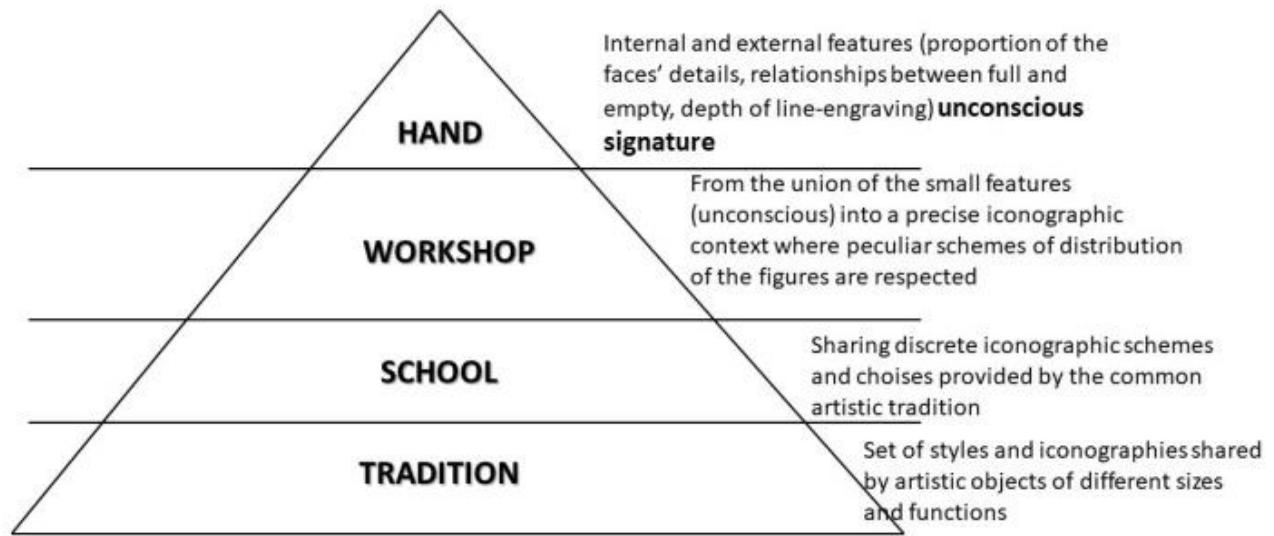 Internal and external features (proportion of the
faces' details, relationships between full and
empty, depth of line-engraving) unconscious
signature
HAND
From the union of the small features
(unconscious) into a precise iconographic
context where peculiar schemes of distribution
of the figures are respected
WORKSHOP
Sharing discrete iconographic schemes
and choises provided by the common
artistic tradition
SCHOOL
Set of styles and iconographies shared
by artistic objects of different sizes
and functions
TRADITION